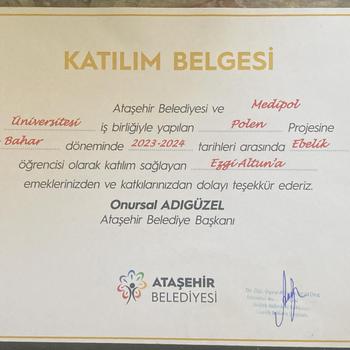 KATILIM BELGESİ
Ataşehir Belediyesi ve Medipol
Üniversitesi iş birliğiyle yapılan Polen Projesine
Bahar döneminde 2023-2024 tarihleri arasında Ebelik
öğrencisi olarak katılım sağlayan Ezgi Altun'a
emeklerinizden ve katkılarınızdan dolayı teşekkür ederiz.
Onursal ADIGÜZEL
Ataşehir Belediye Başkanı
ATAŞEHİR
BELEDİYESİ